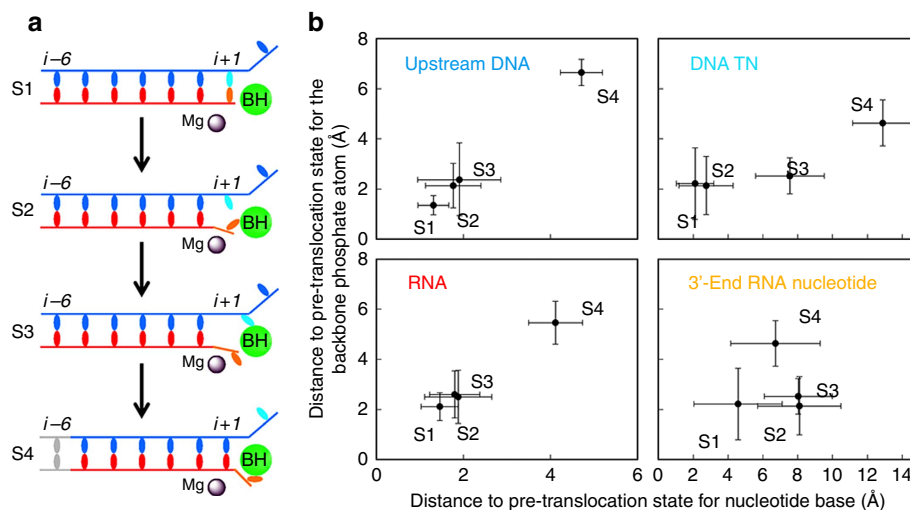 a
i–6
i+1
S1
BH
Mg
i–6
i+1
S2
BH
Mg
i–6
i+1
S3
BH
Mg
i–6
i+1
S4
BH
Mg
b
Distance to pre-translocation state for the
backbone phosphate atom (Å)
8
6
4
2
0
Upstream DNA
S4
S3
S1
S2
DNA TN
S4
S2
S3
S1
8
6
4
2
0
RNA
S4
S3
S1
S2
3'-End RNA nucleotide
S4
S3
S1
S2
0 2 4 6
0 2 4 6 8 10 12 14
Distance to pre-translocation state for nucleotide base (Å)